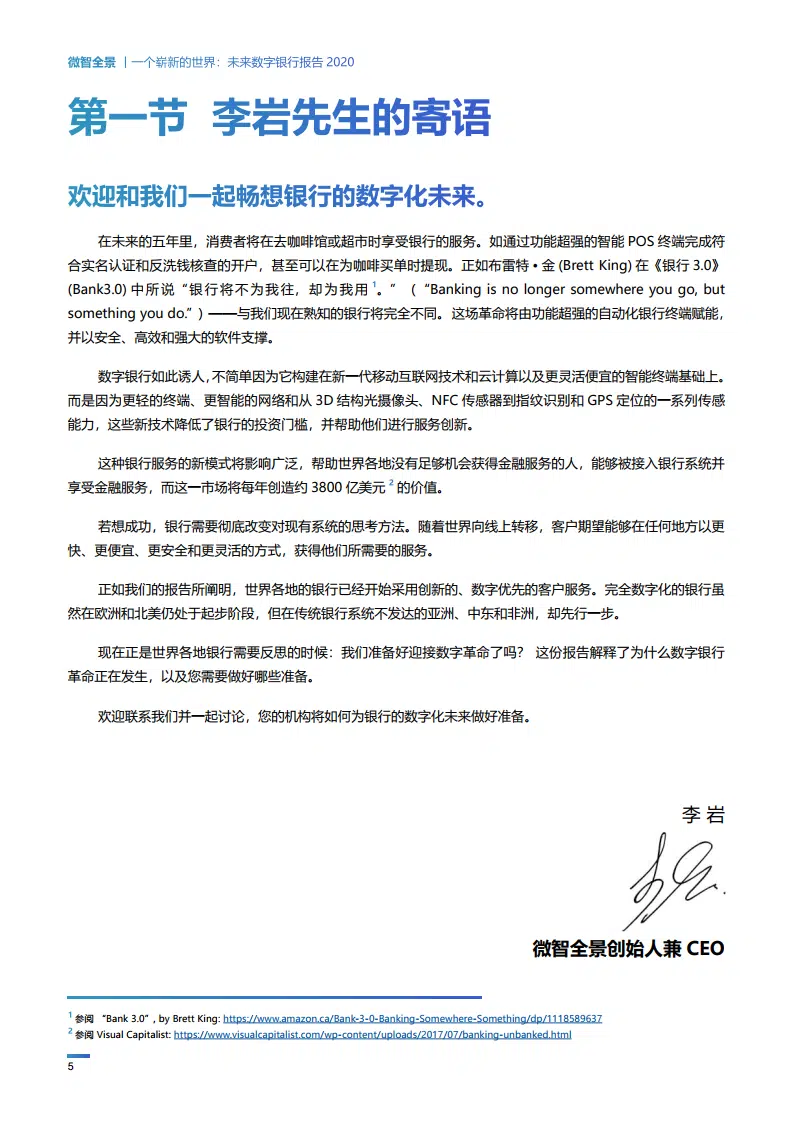 微智全景 | 一个崭新的世界：未来数字银行报告 2020
第一节 李岩先生的寄语
欢迎和我们一起畅想银行的数字化未来。
在未来的五年里，消费者将在去咖啡馆或超市时享受银行的服务。如通过功能超强的智能 POS 终端完成符
合实名认证和反洗钱核查的开户，甚至可以在为咖啡买单时提现。正如布雷特 • 金 (Brett King) 在《银行 3.0》
(Bank3.0) 中所说“银行将不为我往，却为我用 1。”（ “Banking is no longer somewhere you go, but
something you do.”）——与我们现在熟知的银行将完全不同。 这场革命将由功能超强的自动化银行终端赋能，
并以安全、高效和强大的软件支撑。
数字银行如此诱人，不简单因为它构建在新一代移动互联网技术和云计算以及更灵活便宜的智能终端基础上。
而是因为更轻的终端、更智能的网络和从 3D 结构光摄像头、NFC 传感器到指纹识别和 GPS 定位的一系列传感
能力，这些新技术降低了银行的投资门槛，并帮助他们进行服务创新。
这种银行服务的新模式将影响广泛，帮助世界各地没有足够机会获得金融服务的人，能够被接入银行系统并
享受金融服务，而这一市场将每年创造约 3800 亿美元 2 的价值。
若想成功，银行需要彻底改变对现有系统的思考方法。随着世界向线上转移，客户期望能够在任何地方以更
快、更便宜、更安全和更灵活的方式，获得他们所需要的服务。
正如我们的报告所阐明，世界各地的银行已经开始采用创新的、数字优先的客户服务。完全数字化的银行虽
然在欧洲和北美仍处于起步阶段，但在传统银行系统不发达的亚洲、中东和非洲，却先行一步。
现在正是世界各地银行需要反思的时候：我们准备好迎接数字革命了吗？ 这份报告解释了为什么数字银行
革命正在发生，以及您需要做好哪些准备。
欢迎联系我们并一起讨论，您的机构将如何为银行的数字化未来做好准备。
李 岩
李岩
微智全景创始人兼 CEO
1 参阅 “Bank 3.0”, by Brett King: https://www.amazon.ca/Bank-3-0-Banking-Somewhere-Something/dp/1118589637
2 参阅 Visual Capitalist: https://www.visualcapitalist.com/wp-content/uploads/2017/07/banking-unbanked.html
5